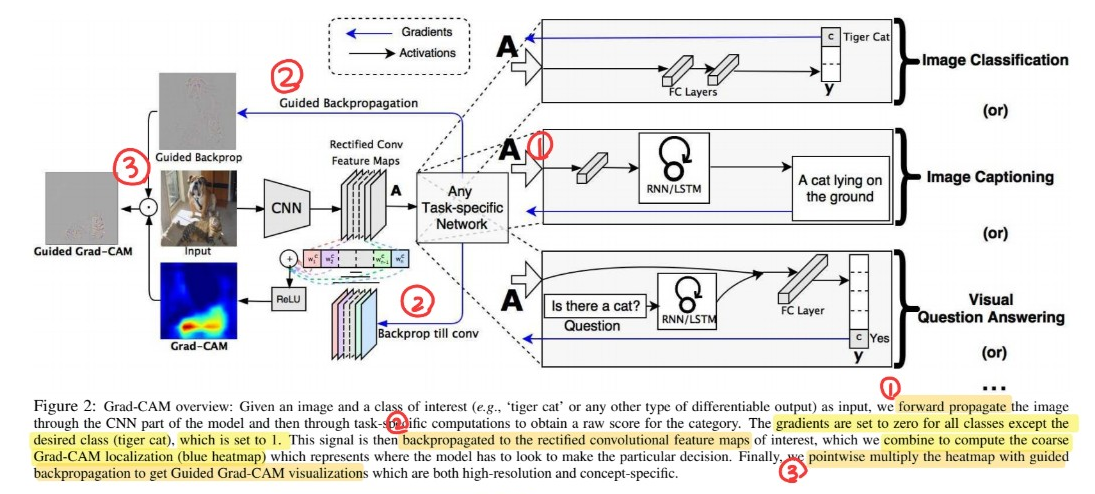 Gradients
Activations
②
Guided Backpropagation
Guided Backprop
③
Input
Guided Grad-CAM
Grad-CAM
CNN
Rectified Conv
Feature Maps
A
Any
Task-specific
Network
w₁ᶜ w₂ᶜ wₙ₋₁ᶜ wₙᶜ
+
=
ReLU
②
Backprop till conv
A
FC Layers
c Tiger Cat
y
Image Classification
(or)
A
①
RNN/LSTM
A cat lying on
the ground
Image Captioning
(or)
A
Is there a cat?
Question
RNN/LSTM
FC Layer
c Yes
y
Visual
Question Answering
(or)
...
①
Figure 2: Grad-CAM overview: Given an image and a class of interest (e.g., ‘tiger cat’ or any other type of differentiable output) as input, we forward propagate the image
②
through the CNN part of the model and then through task-specific computations to obtain a raw score for the category. The gradients are set to zero for all classes except the
desired class (tiger cat), which is set to 1. This signal is then backpropagated to the rectified convolutional feature maps of interest, which we combine to compute the coarse
Grad-CAM localization (blue heatmap) which represents where the model has to look to make the particular decision. Finally, we pointwise multiply the heatmap with guided
③
backpropagation to get Guided Grad-CAM visualizations which are both high-resolution and concept-specific.